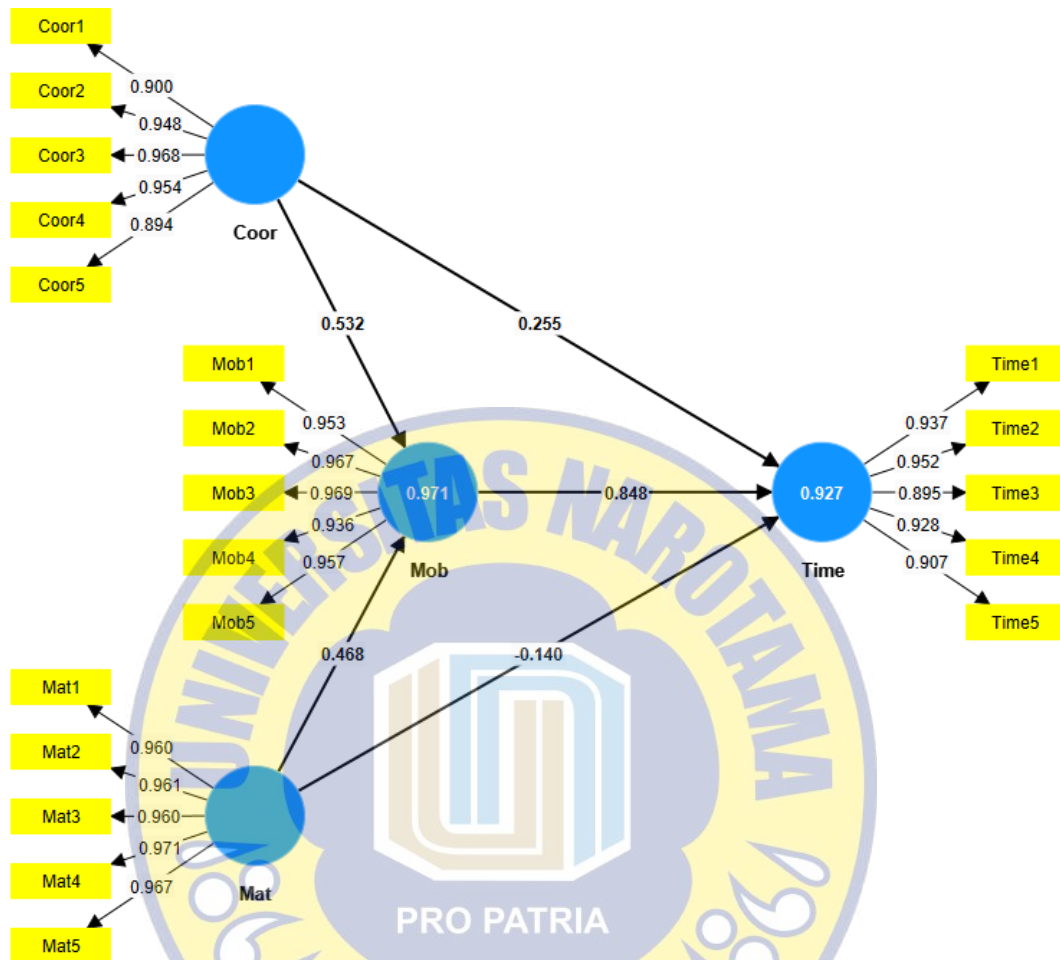 Coor1
0.900
Coor2
0.948
Coor3
0.968
Coor4
0.954
Coor5
0.894
Coor
0.532
0.255
Mob1
0.953
Mob2
0.967
Mob3
0.969
Mob4
0.936
Mob5
0.957
0.971
Mob
0.848
Time1
0.937
Time2
0.952
Time3
0.895
Time4
0.928
Time5
0.907
0.927
Time
0.468
-0.140
Mat1
0.960
Mat2
0.961
Mat3
0.960
Mat4
0.971
Mat5
0.967
Mat
UNIVERSITAS NAROTAMA
PRO PATRIA